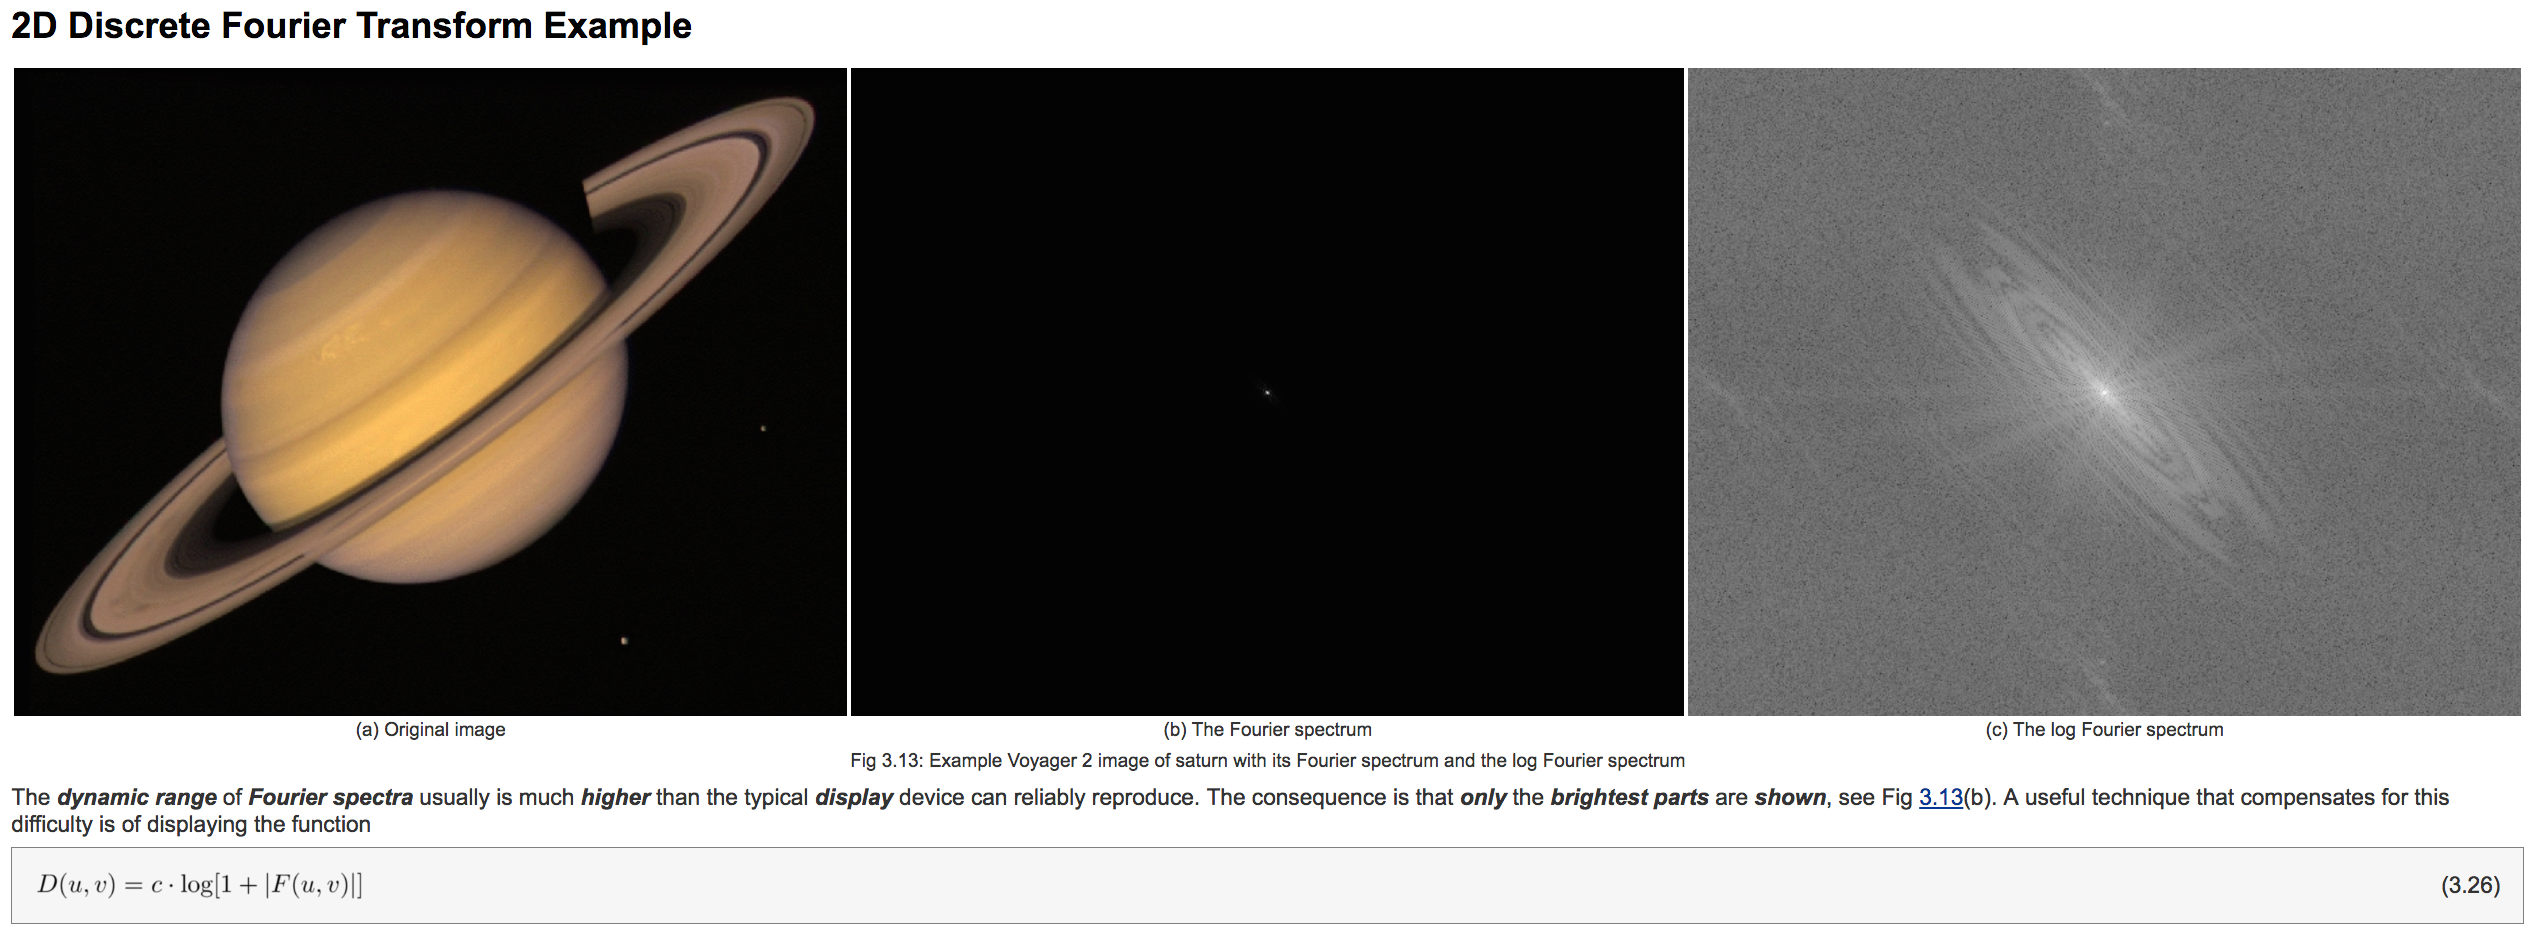 2D Discrete Fourier Transform Example
(a) Original image
(b) The Fourier spectrum
(c) The log Fourier spectrum
Fig 3.13: Example Voyager 2 image of saturn with its Fourier spectrum and the log Fourier spectrum
The dynamic range of Fourier spectra usually is much higher than the typical display device can reliably reproduce. The consequence is that only the brightest parts are shown, see Fig 3.13(b). A useful technique that compensates for this
difficulty is of displaying the function
D(u, v) = c · log[1 + |F(u, v)|]
(3.26)